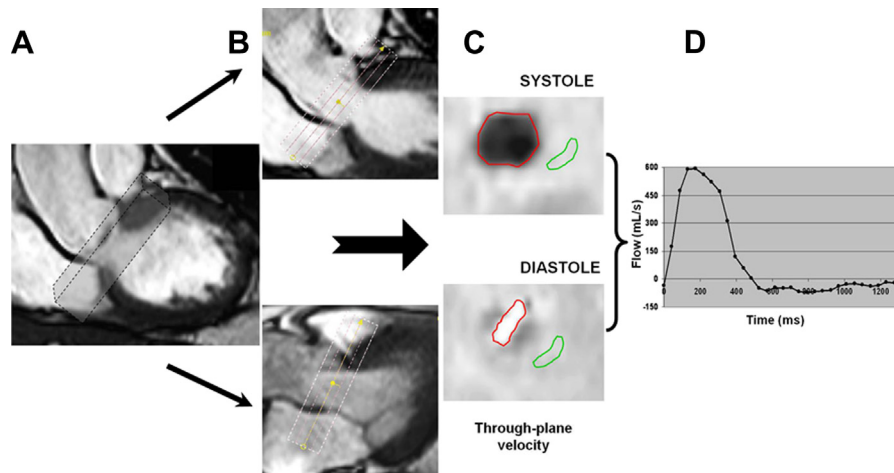 A
B
C
D
SYSTOLE
DIASTOLE
Through-plane
velocity
Flow (mL/s)
600
450
300
150
0
-150
0
200
400
600
800
1000
1200
Time (ms)